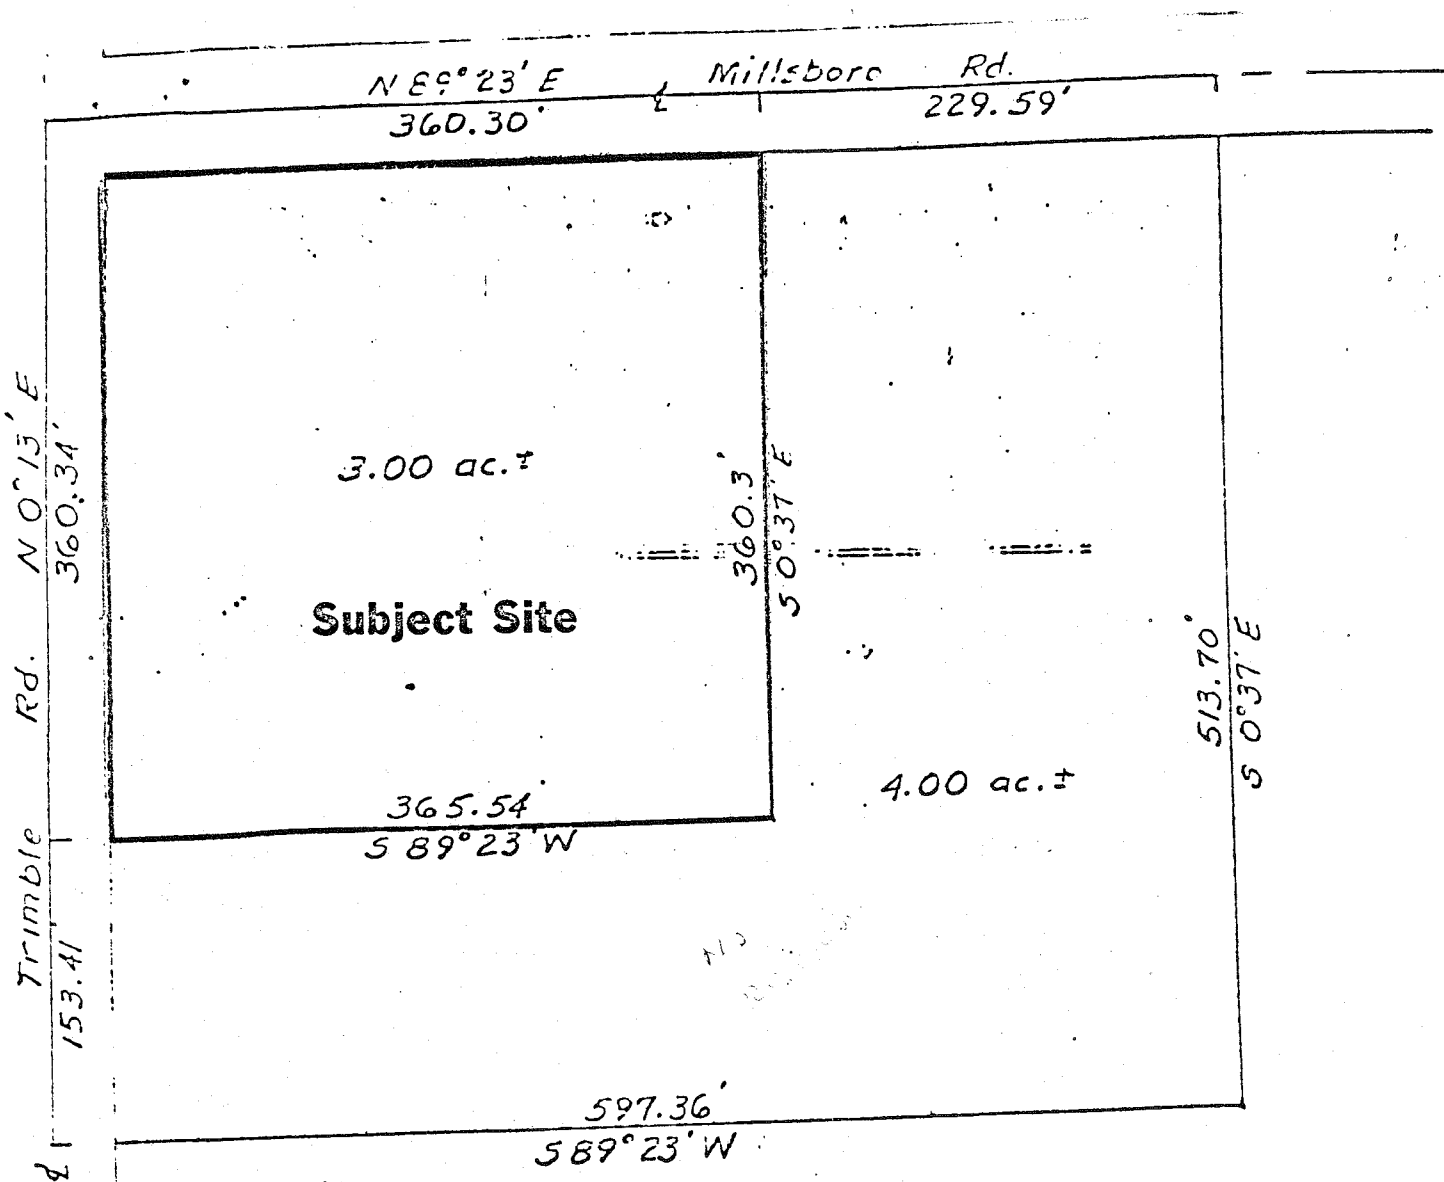 N 89°23' E
Millsboro Rd.
360.30'
229.59'
Trimble Rd. N 0°13' E
360.34'
3.00 ac.±
360.3'
S 0°37' E
Subject Site
513.70'
S 0°37' E
4.00 ac.±
365.54'
S 89°23' W
153.41'
597.36'
S 89°23' W